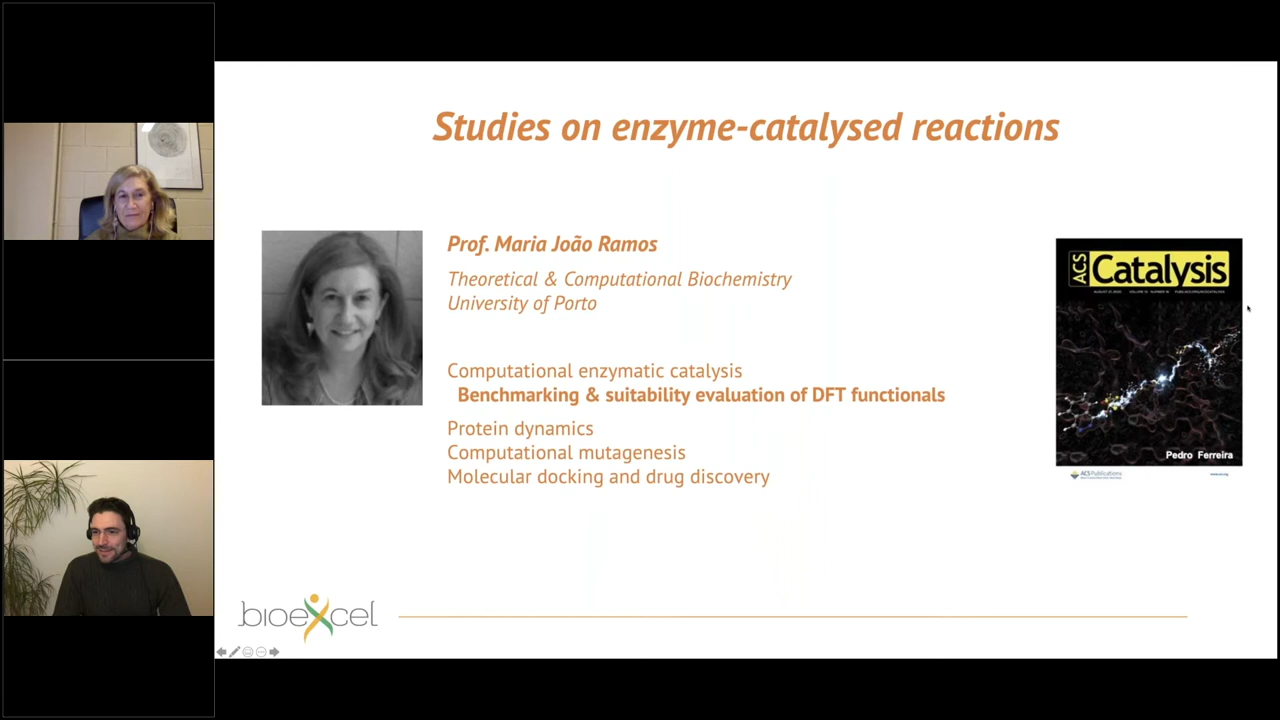 Studies on enzyme-catalysed reactions
Prof. Maria João Ramos
Theoretical & Computational Biochemistry
University of Porto
Computational enzymatic catalysis
Benchmarking & suitability evaluation of DFT functionals
Protein dynamics
Computational mutagenesis
Molecular docking and drug discovery
ACS Catalysis
Pedro Ferreira
ACS Publications
bioexcel